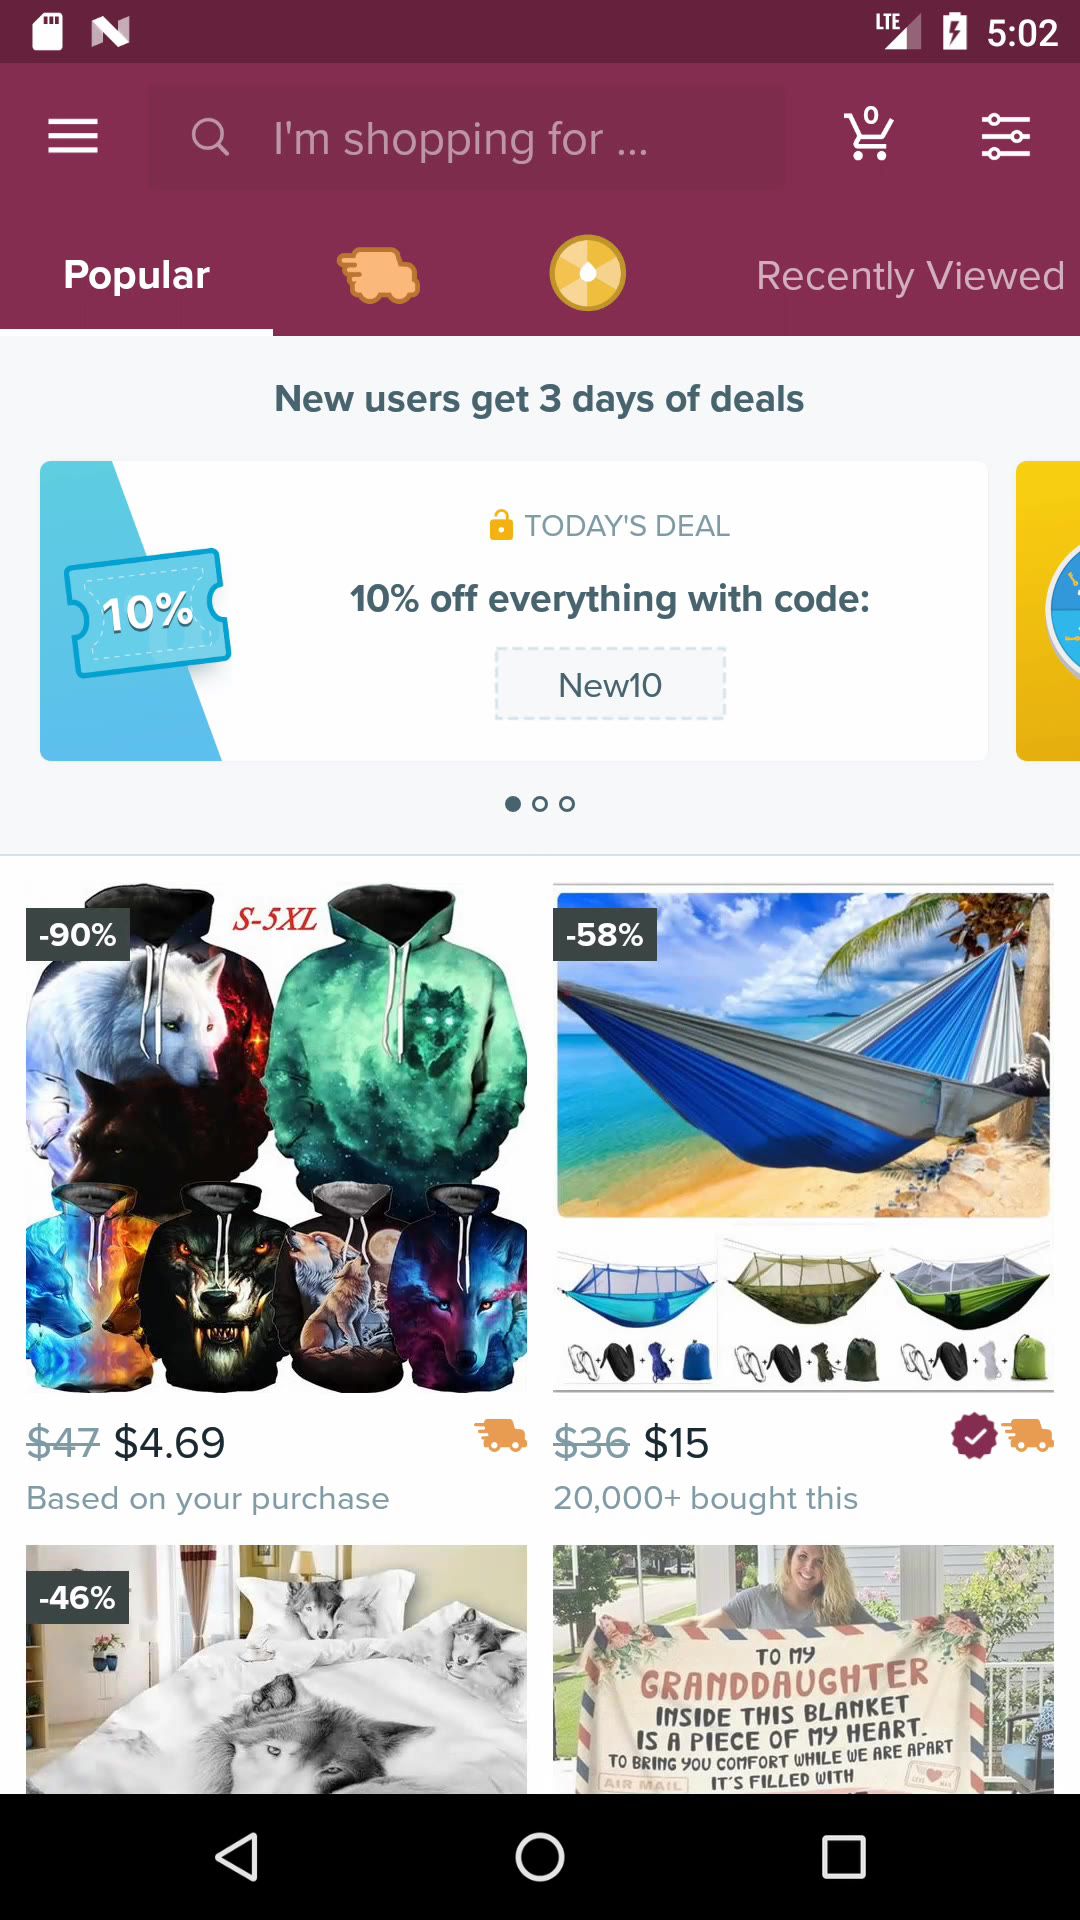 LTE 5:02
I'm shopping for ...
0
Popular
Recently Viewed
New users get 3 days of deals
TODAY'S DEAL
10%
10% off everything with code:
New10
-90%
S-5XL
-58%
$47 $4.69
$36 $15
Based on your purchase
20,000+ bought this
-46%
TO MY
GRANDDAUGHTER
INSIDE THIS BLANKET
IS A PIECE OF MY HEART.
TO BRING YOU COMFORT WHILE WE ARE APART
IT'S FILLED WITH
AIR MAIL
LOVE MAIL